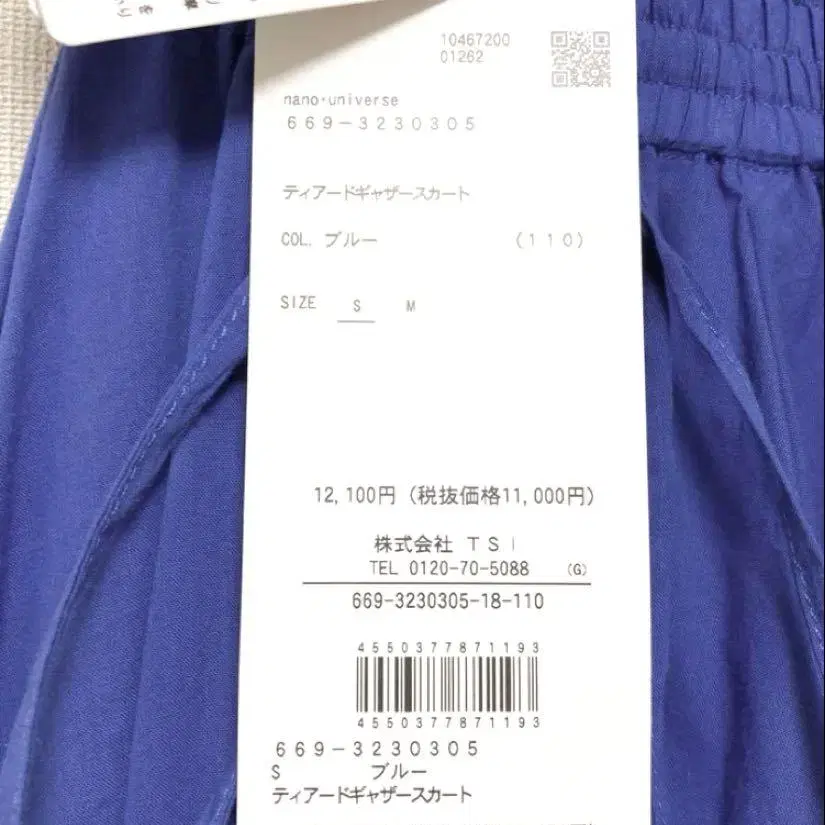 10467200
01262
nano・universe
669-3230305
ティアードギャザースカート
COL. ブルー (110)
SIZE S M
12,100円 (税抜価格11,000円)
株式会社 TSI
TEL 0120-70-5088 (G)
669-3230305-18-110
4550377871193
4550377871193
669-3230305
S ブルー
ティアードギャザースカート